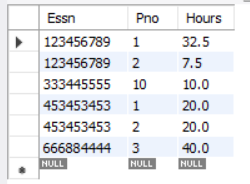 Essn Pno Hours
123456789 1 32.5
123456789 2 7.5
333445555 10 10.0
453453453 1 20.0
453453453 2 20.0
666884444 3 40.0
NULL NULL NULL